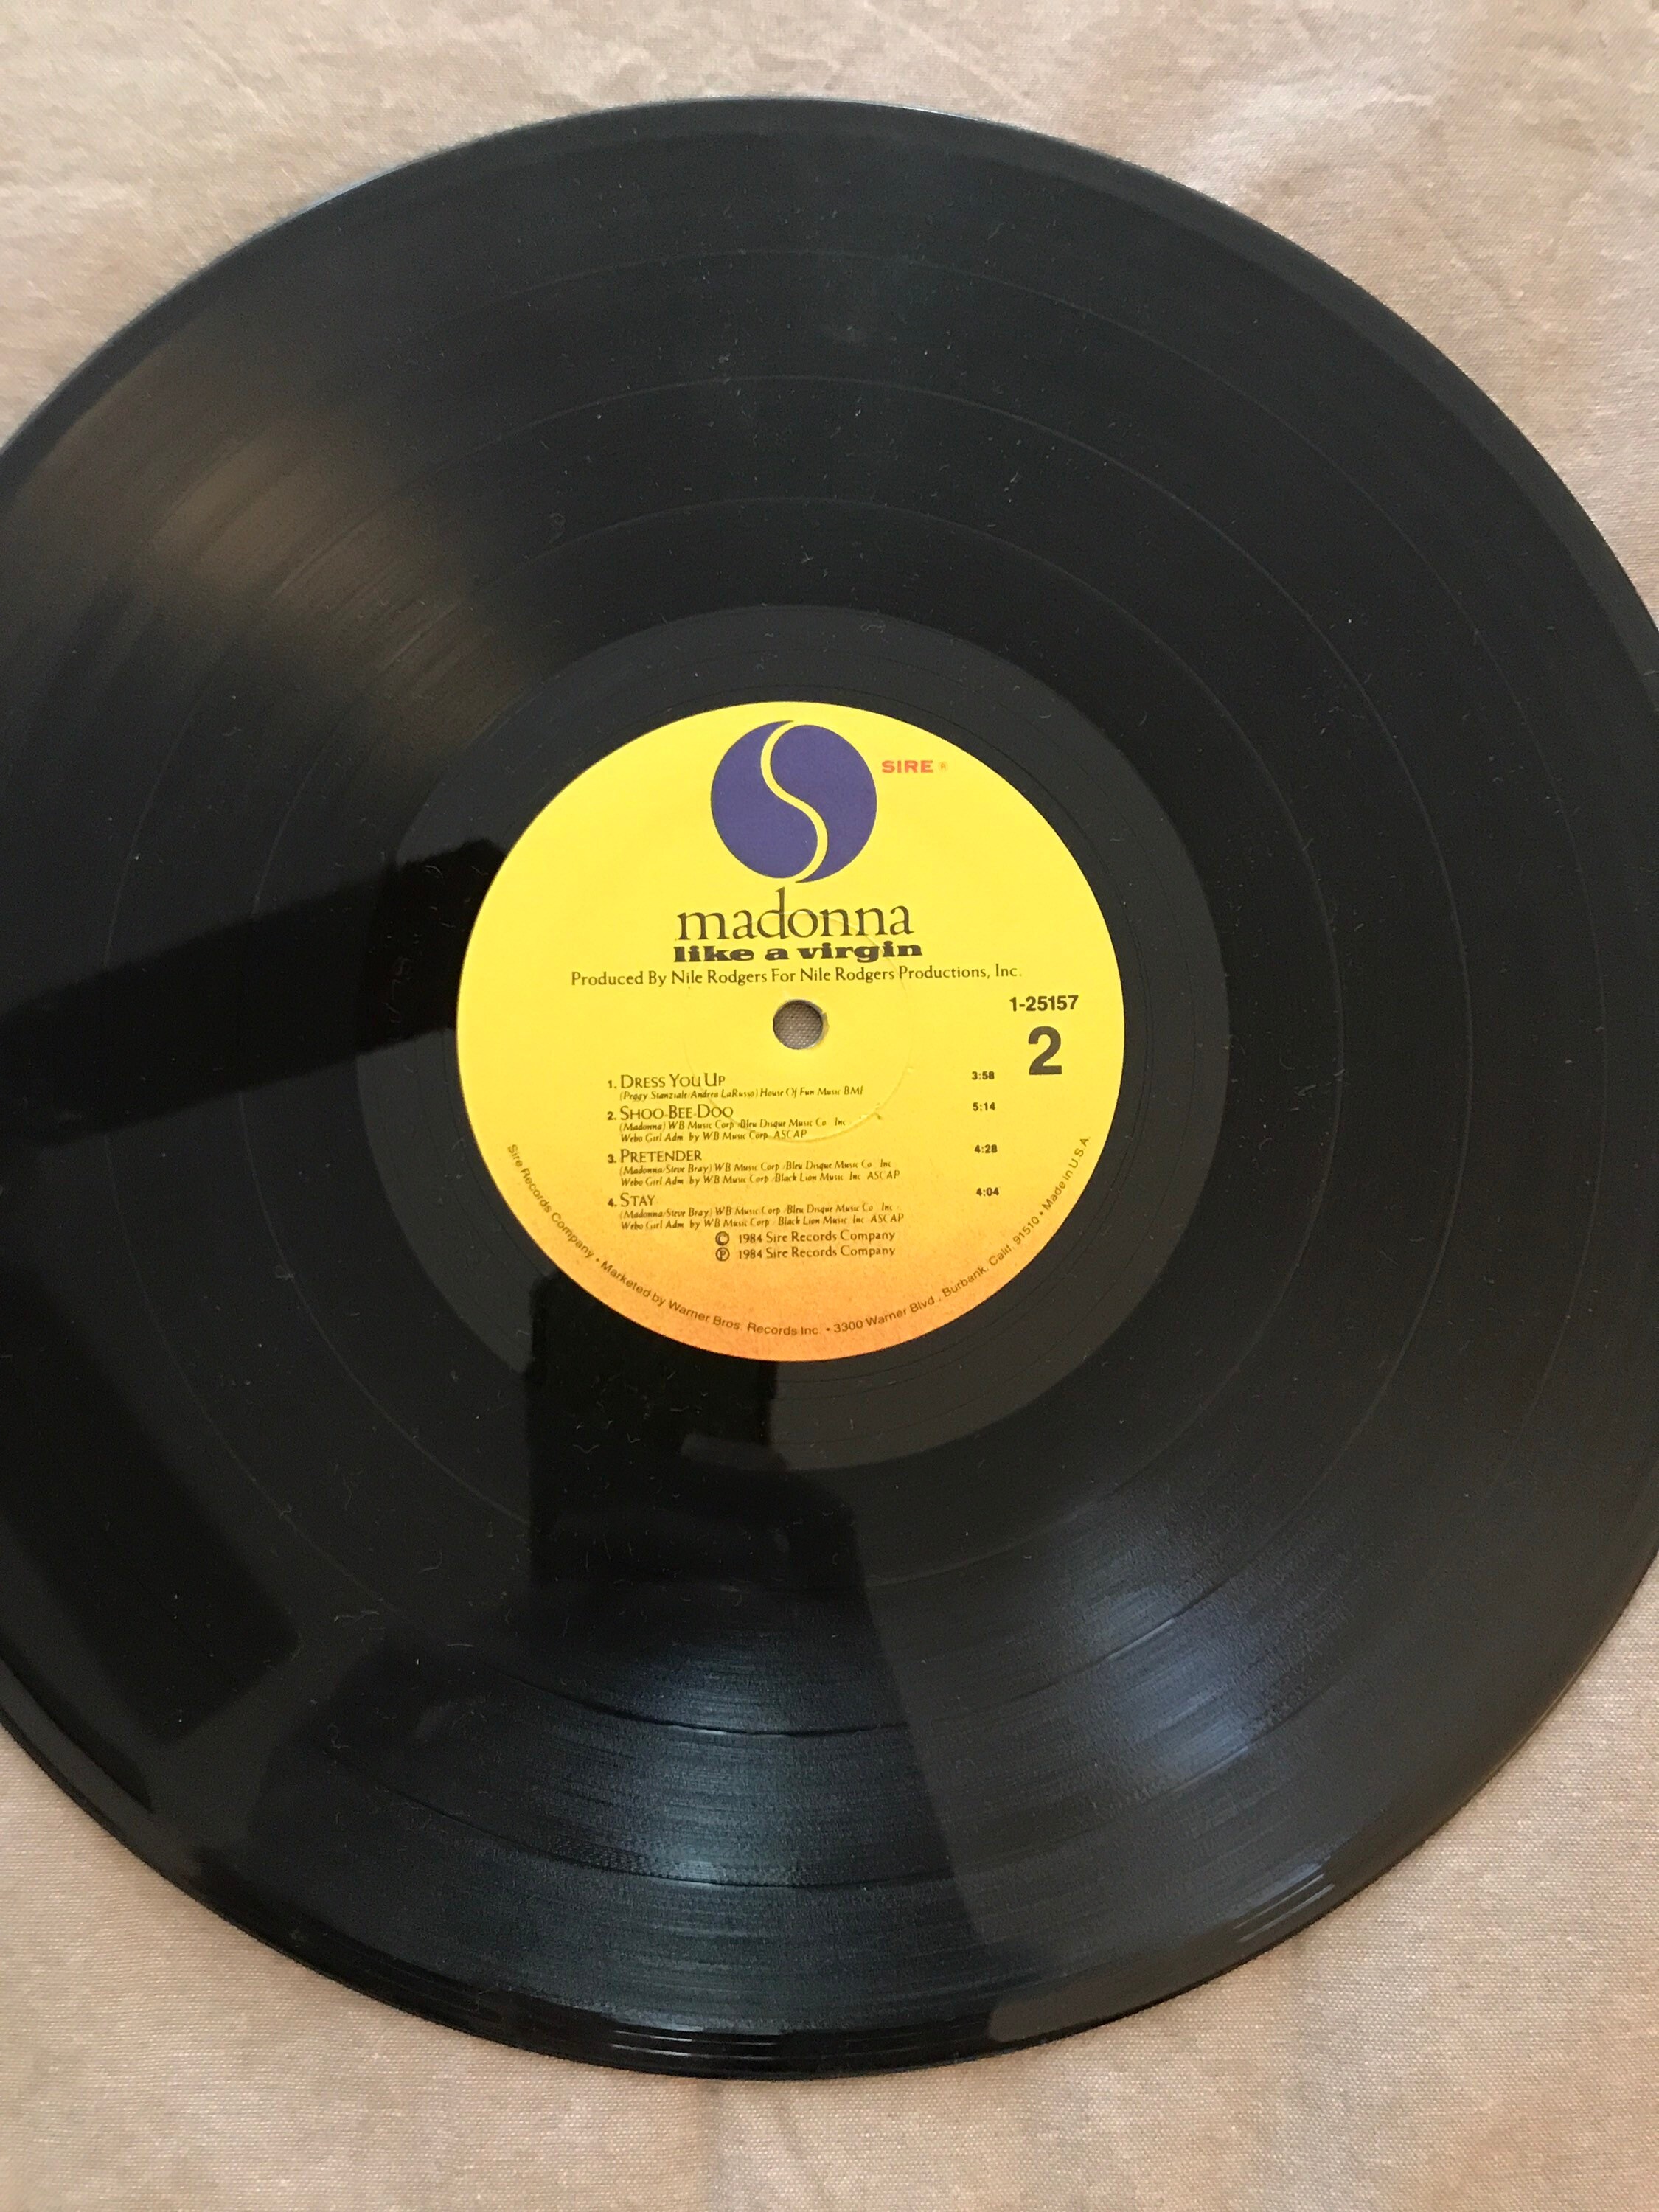 SIRE ®
madonna
like a virgin
Produced By Nile Rodgers For Nile Rodgers Productions, Inc.
1-25157
2
1. DRESS YOU UP 3:58
(Peggy Stanziale/Andrea LaRusso) House Of Fun Music BMI
2. SHOO-BEE-DOO 5:14
(Madonna) WB Music Corp./Bleu Disque Music Co. Inc.
Webo Girl Adm. by WB Music Corp. ASCAP
3. PRETENDER 4:28
(Madonna/Steve Bray) WB Music Corp./Bleu Disque Music Co. Inc.
Webo Girl Adm. by WB Music Corp./Black Lion Music Inc. ASCAP
4. STAY 4:04
(Madonna/Steve Bray) WB Music Corp./Bleu Disque Music Co. Inc.
Webo Girl Adm. by WB Music Corp./Black Lion Music Inc. ASCAP
© 1984 Sire Records Company
℗ 1984 Sire Records Company
Sire Records Company • Marketed by Warner Bros. Records Inc. • 3300 Warner Blvd., Burbank, Calif. 91510 • Made in U.S.A.